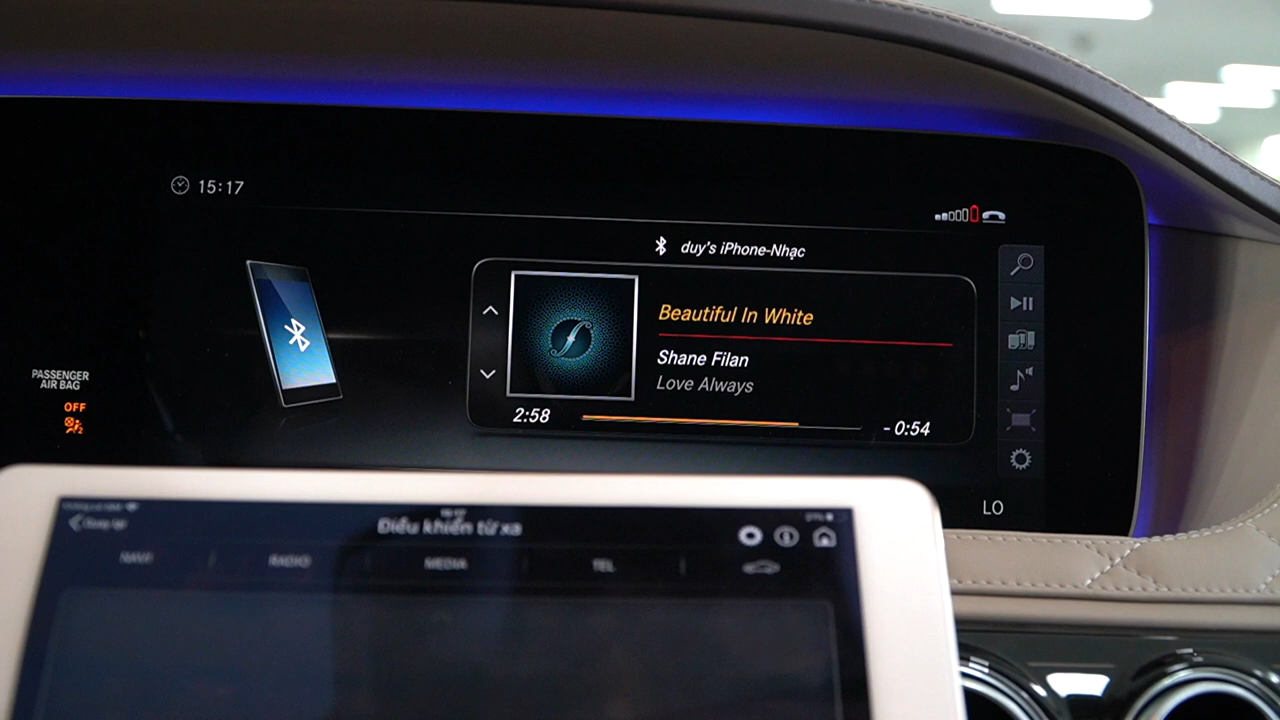 15:17
duy's iPhone-Nhạc
Beautiful In White
Shane Filan
Love Always
2:58
- 0:54
PASSENGER
AIR BAG
OFF
LO
Điều khiển từ xa
NAVI
RADIO
MEDIA
TEL